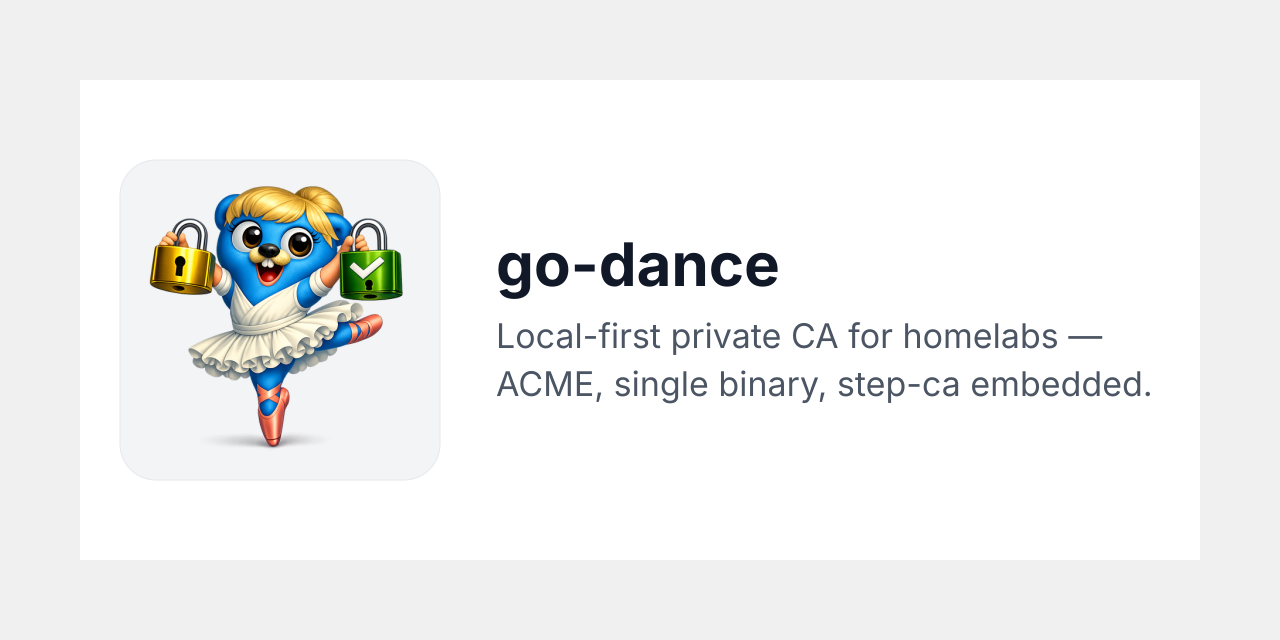 go-dance
Local-first private CA for homelabs —
ACME, single binary, step-ca embedded.